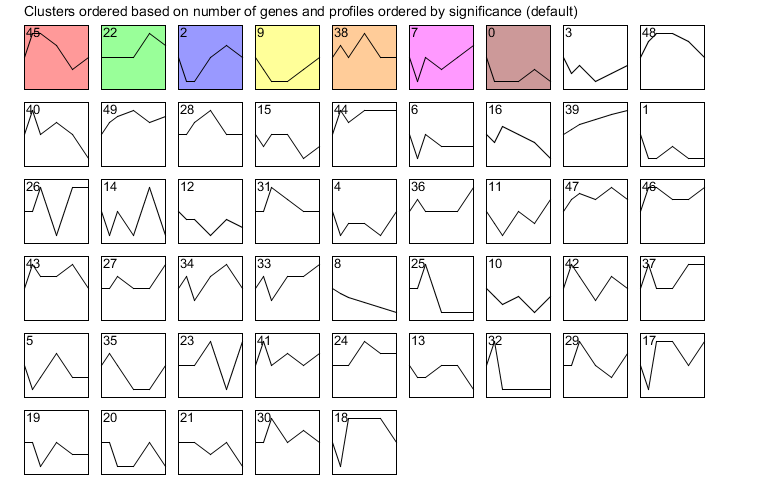 Clusters ordered based on number of genes and profiles ordered by significance (default)
45 22 2 9 38 7 0 3 48
40 49 28 15 44 6 16 39 1
26 14 12 31 4 36 11 47 46
43 27 34 33 8 25 10 42 37
5 35 23 41 24 13 32 29 17
19 20 21 30 18